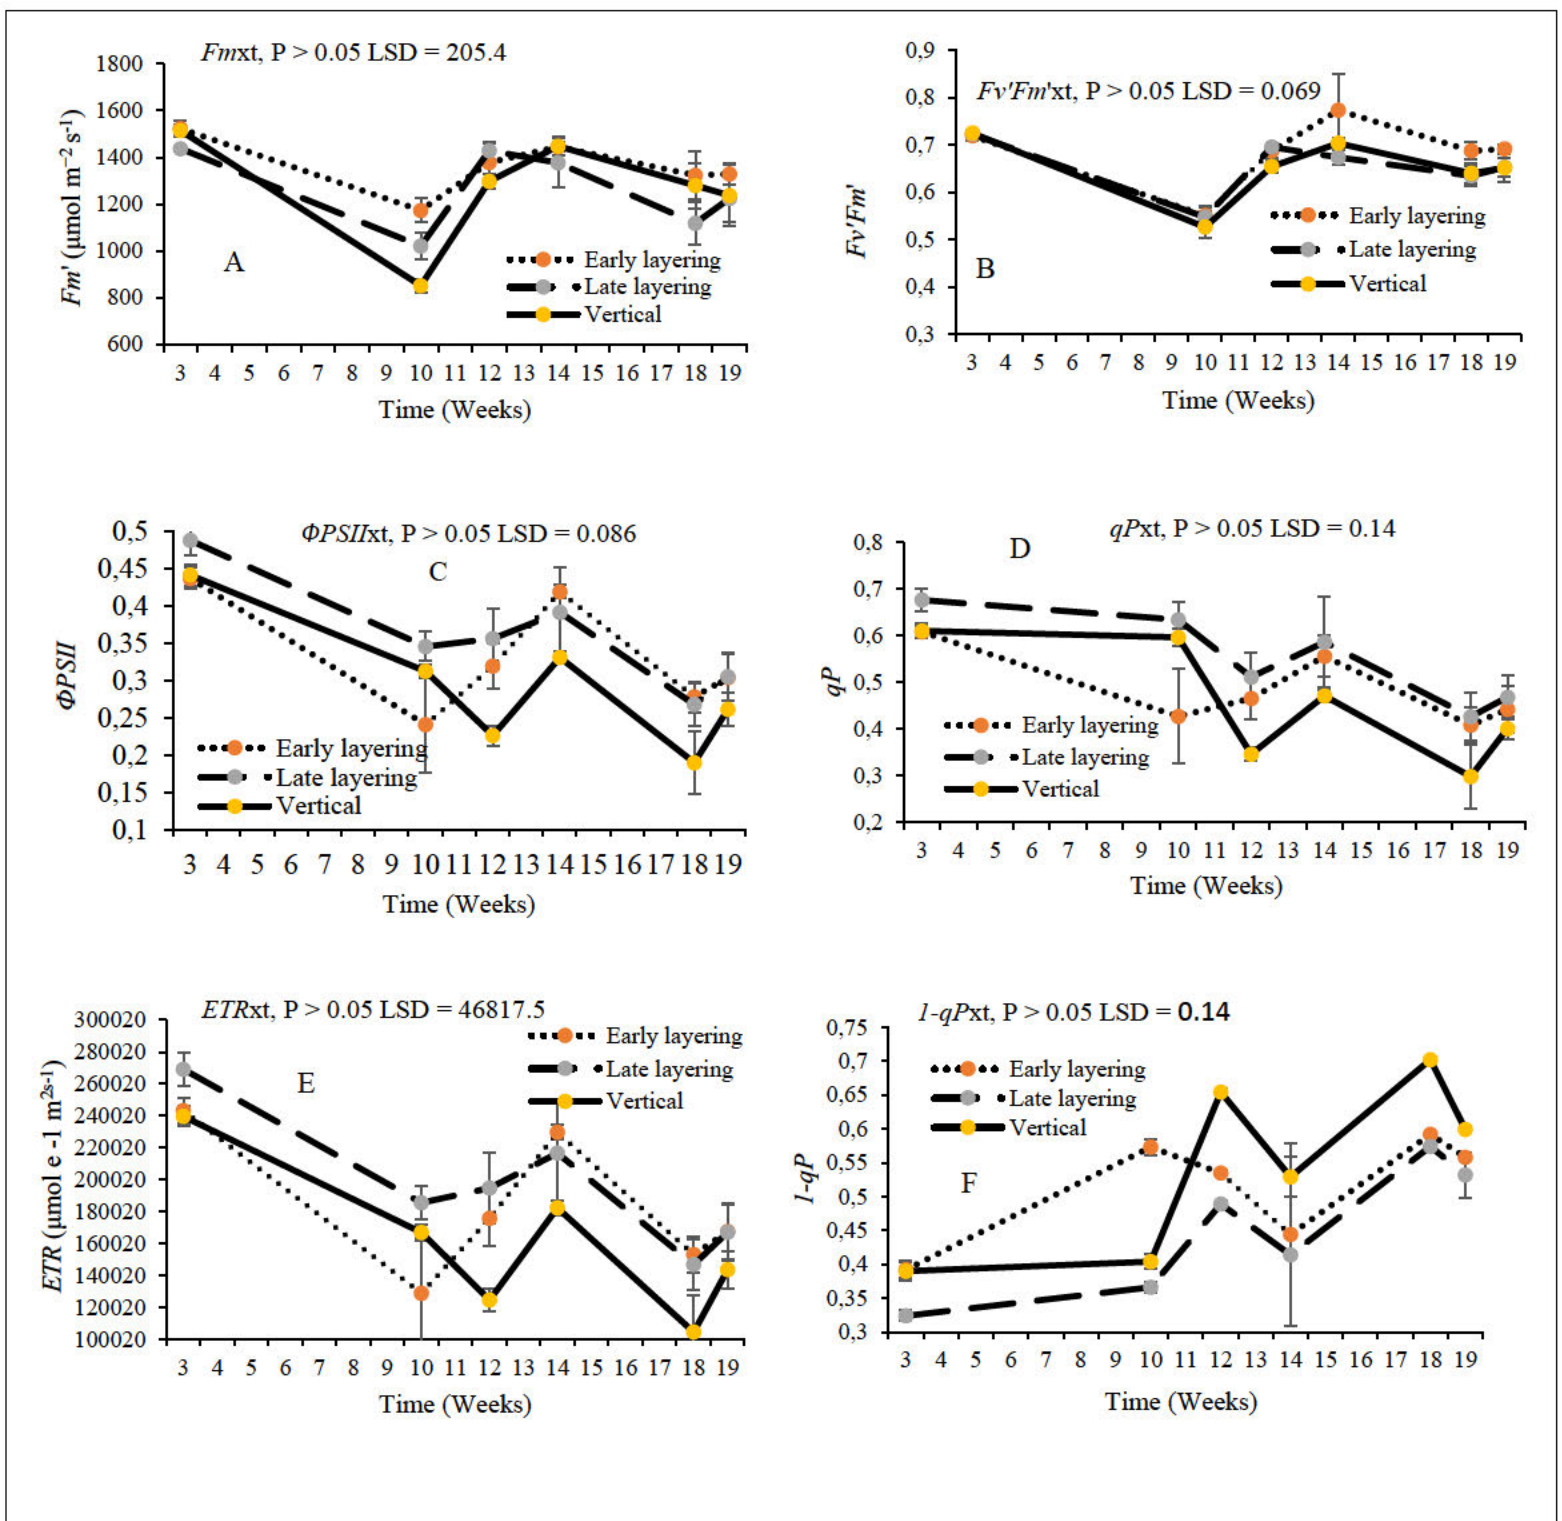 Fmxt, P > 0.05 LSD = 205.4
1800
1600
1400
1200
1000
800
600
Fm' (µmol m⁻² s⁻¹)
A
Early layering
Late layering
Vertical
3 4 5 6 7 8 9 10 11 12 13 14 15 16 17 18 19
Time (Weeks)
Fv'Fm'xt, P > 0.05 LSD = 0.069
0,9
0,8
0,7
0,6
0,5
0,4
0,3
Fv'Fm'
B
Early layering
Late layering
Vertical
3 4 5 6 7 8 9 10 11 12 13 14 15 16 17 18 19
Time (Weeks)
ΦPSIIxt, P > 0.05 LSD = 0.086
0,5
0,45
0,4
0,35
0,3
0,25
0,2
0,15
0,1
ΦPSII
C
Early layering
Late layering
Vertical
3 4 5 6 7 8 9 10 11 12 13 14 15 16 17 18 19
Time (Weeks)
qPxt, P > 0.05 LSD = 0.14
D
0,8
0,7
0,6
0,5
0,4
0,3
0,2
qP
Early layering
Late layering
Vertical
3 4 5 6 7 8 9 10 11 12 13 14 15 16 17 18 19
Time (Weeks)
ETRxt, P > 0.05 LSD = 46817.5
300020
280020
260020
240020
220020
200020
180020
160020
140020
120020
100020
ETR (µmol e -1 m²ˢ⁻¹)
E
Early layering
Late layering
Vertical
3 4 5 6 7 8 9 10 11 12 13 14 15 16 17 18 19
Time (Weeks)
1-qPxt, P > 0.05 LSD = 0.14
0,75
0,7
0,65
0,6
0,55
0,5
0,45
0,4
0,35
0,3
1-qP
F
Early layering
Late layering
Vertical
3 4 5 6 7 8 9 10 11 12 13 14 15 16 17 18 19
Time (Weeks)